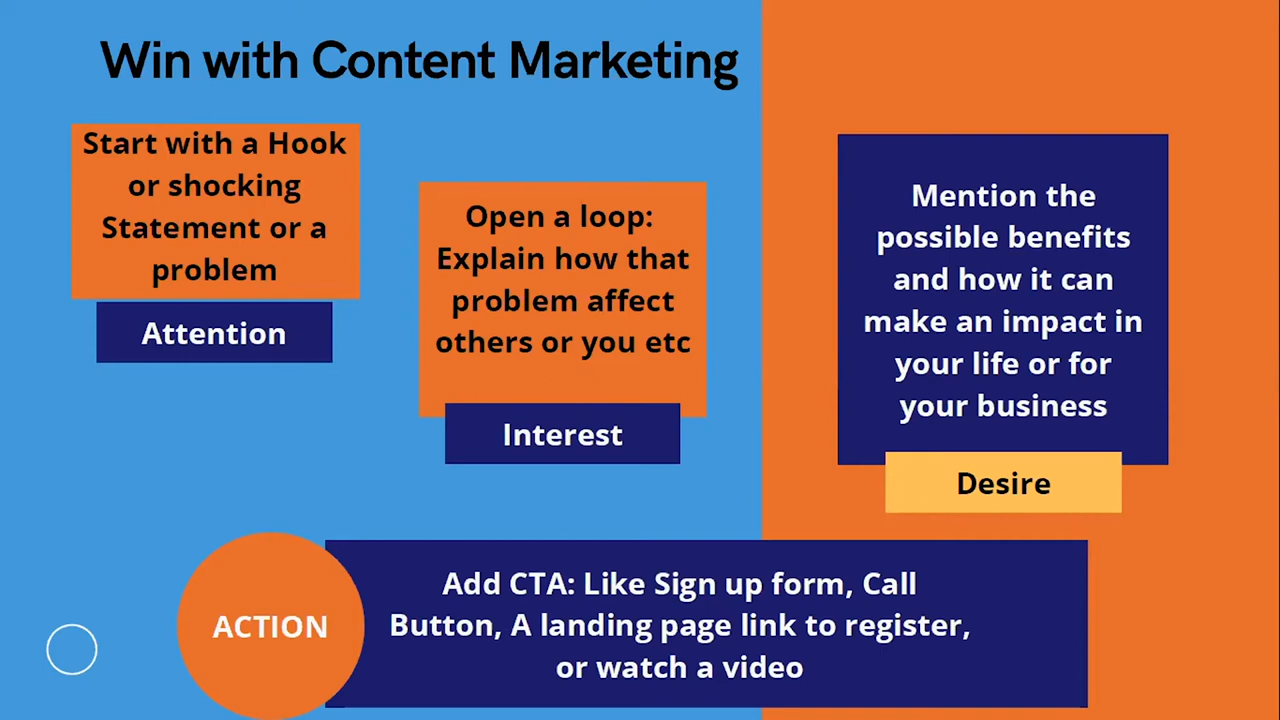 Win with Content Marketing
Start with a Hook
or shocking
Statement or a
problem
Attention
Open a loop:
Explain how that
problem affect
others or you etc
Interest
Mention the
possible benefits
and how it can
make an impact in
your life or for
your business
Desire
ACTION
Add CTA: Like Sign up form, Call
Button, A landing page link to register,
or watch a video